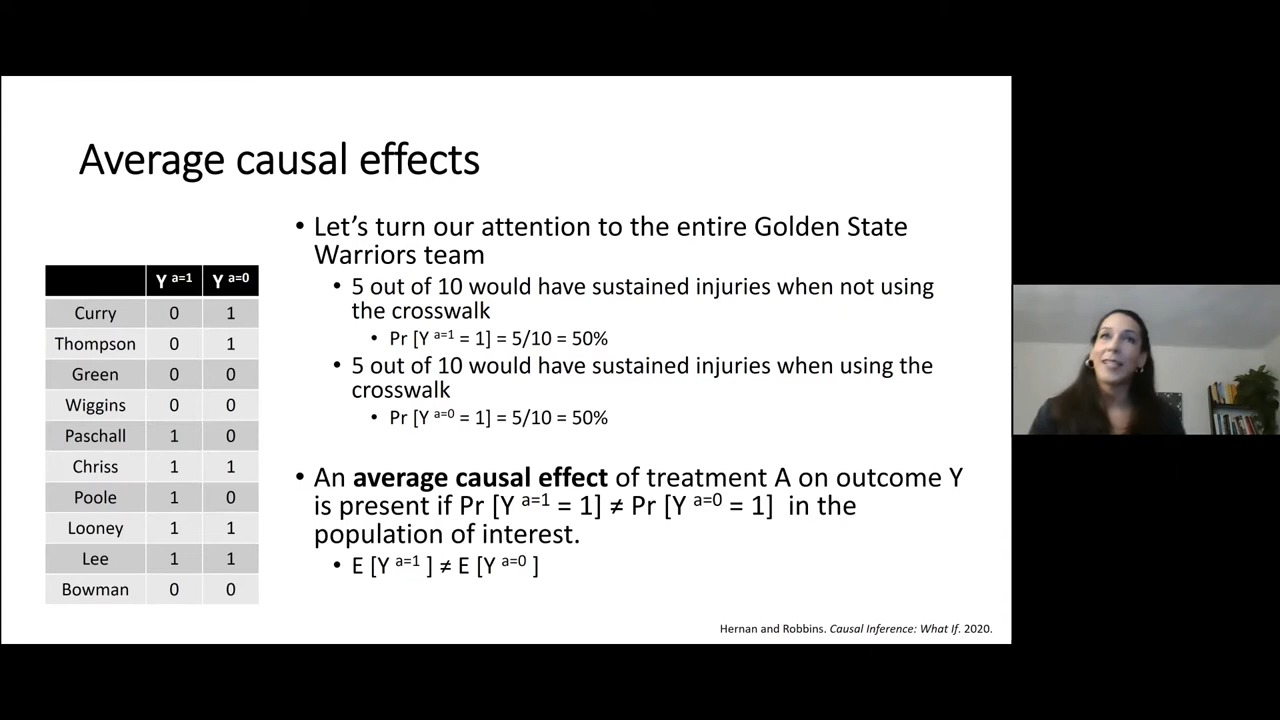 Average causal effects
Y a=1 Y a=0
Curry 0 1
Thompson 0 1
Green 0 0
Wiggins 0 0
Paschall 1 0
Chriss 1 1
Poole 1 0
Looney 1 1
Lee 1 1
Bowman 0 0
• Let’s turn our attention to the entire Golden State
Warriors team
• 5 out of 10 would have sustained injuries when not using
the crosswalk
• Pr [Y a=1 = 1] = 5/10 = 50%
• 5 out of 10 would have sustained injuries when using the
crosswalk
• Pr [Y a=0 = 1] = 5/10 = 50%
• An average causal effect of treatment A on outcome Y
is present if Pr [Y a=1 = 1] ≠ Pr [Y a=0 = 1] in the
population of interest.
• E [Y a=1 ] ≠ E [Y a=0 ]
Hernan and Robbins. Causal Inference: What If. 2020.